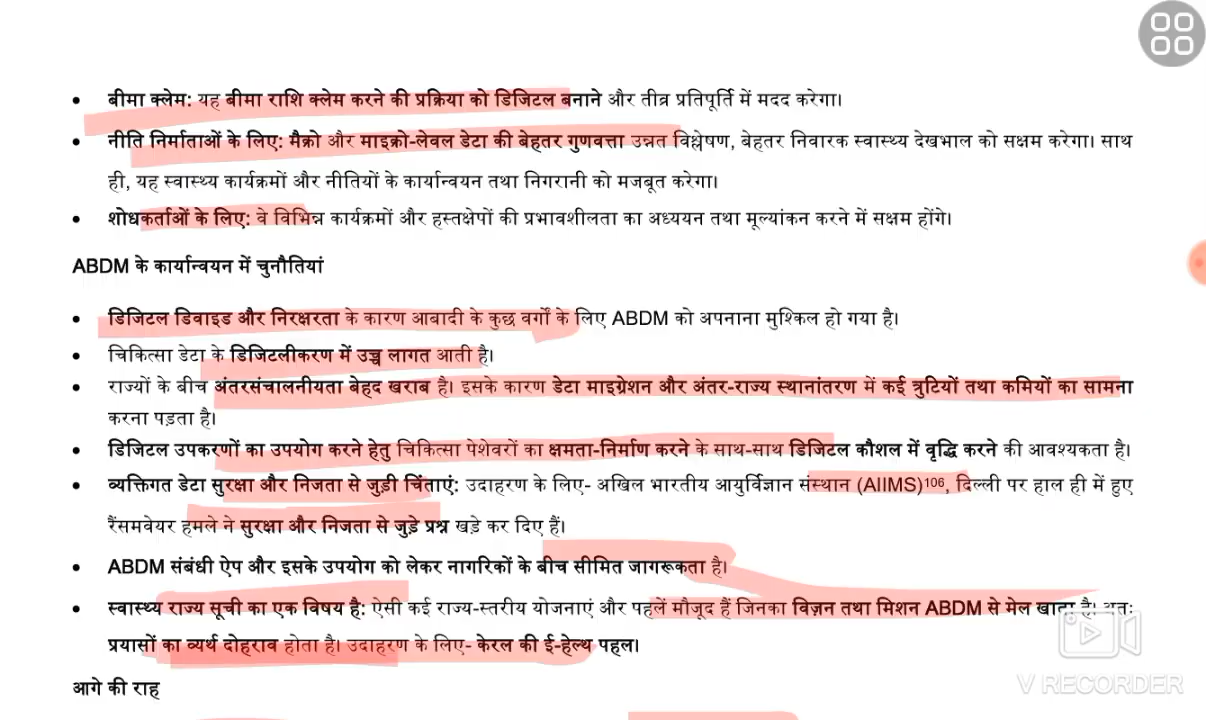 • बीमा क्लेम: यह बीमा राशि क्लेम करने की प्रक्रिया को डिजिटल बनाने और तीव्र प्रतिपूर्ति में मदद करेगा।
• नीति निर्माताओं के लिए: मैक्रो और माइक्रो-लेवल डेटा की बेहतर गुणवत्ता उन्नत विश्लेषण, बेहतर निवारक स्वास्थ्य देखभाल को सक्षम करेगा। साथ
ही, यह स्वास्थ्य कार्यक्रमों और नीतियों के कार्यान्वयन तथा निगरानी को मजबूत करेगा।
• शोधकर्ताओं के लिए: वे विभिन्न कार्यक्रमों और हस्तक्षेपों की प्रभावशीलता का अध्ययन तथा मूल्यांकन करने में सक्षम होंगे।
ABDM के कार्यान्वयन में चुनौतियां
• डिजिटल डिवाइड और निरक्षरता के कारण आबादी के कुछ वर्गों के लिए ABDM को अपनाना मुश्किल हो गया है।
• चिकित्सा डेटा के डिजिटलीकरण में उच्च लागत आती है।
• राज्यों के बीच अंतरसंचालनीयता बेहद खराब है। इसके कारण डेटा माइग्रेशन और अंतर-राज्य स्थानांतरण में कई त्रुटियों तथा कमियों का सामना
करना पड़ता है।
• डिजिटल उपकरणों का उपयोग करने हेतु चिकित्सा पेशेवरों का क्षमता-निर्माण करने के साथ-साथ डिजिटल कौशल में वृद्धि करने की आवश्यकता है।
• व्यक्तिगत डेटा सुरक्षा और निजता से जुड़ी चिंताएं: उदाहरण के लिए- अखिल भारतीय आयुर्विज्ञान संस्थान (AIIMS)106, दिल्ली पर हाल ही में हुए
रैंसमवेयर हमले ने सुरक्षा और निजता से जुड़े प्रश्न खड़े कर दिए हैं।
• ABDM संबंधी ऐप और इसके उपयोग को लेकर नागरिकों के बीच सीमित जागरूकता है।
• स्वास्थ्य राज्य सूची का एक विषय है: ऐसी कई राज्य-स्तरीय योजनाएं और पहलें मौजूद हैं जिनका विज़न तथा मिशन ABDM से मेल खाता है। अतः
प्रयासों का व्यर्थ दोहराव होता है। उदाहरण के लिए- केरल की ई-हेल्थ पहल।
आगे की राह
V RECORDER